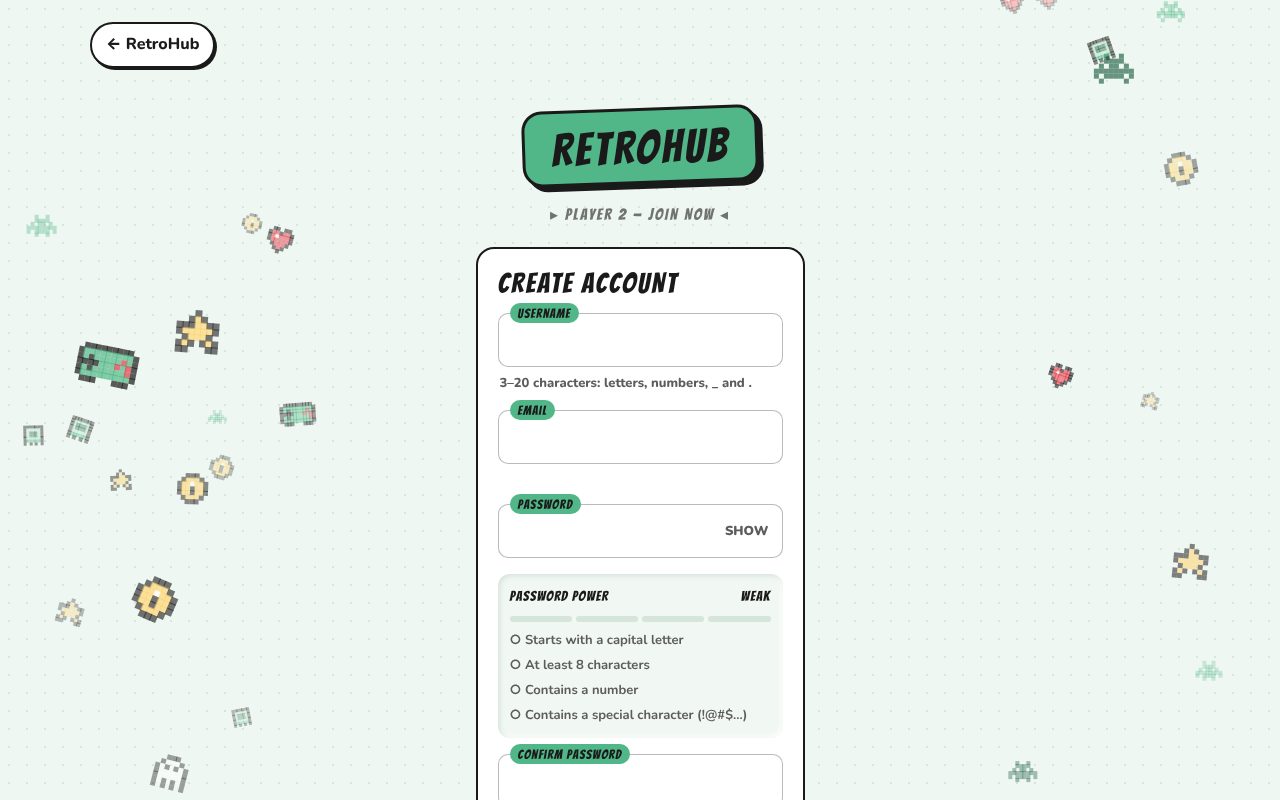 ← RetroHub
RETROHUB
▶ PLAYER 2 – JOIN NOW ◀
CREATE ACCOUNT
USERNAME
3–20 characters: letters, numbers, _ and .
EMAIL
PASSWORD
SHOW
PASSWORD POWER WEAK
Starts with a capital letter
At least 8 characters
Contains a number
Contains a special character (!@#$...)
CONFIRM PASSWORD